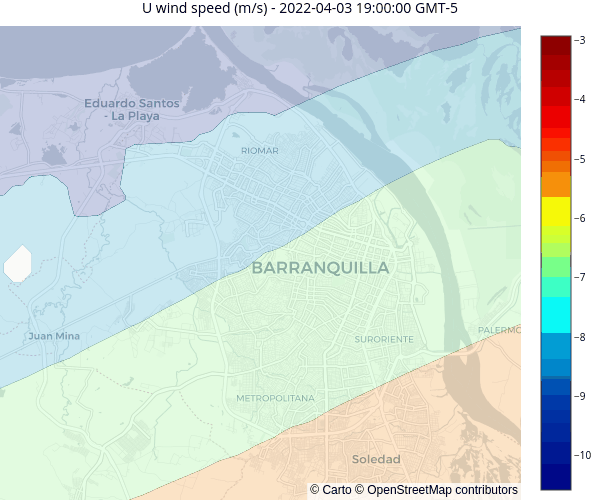 U wind speed (m/s) - 2022-04-03 19:00:00 GMT-5
−3
Eduardo Santos
- La Playa
−4
RIOMAR
−5
−6
BARRANQUILLA
−7
PALERMO
Juan Mina
SURORIENTE
−8
METROPOLITANA
−9
Soledad
−10
© Carto © OpenStreetMap contributors